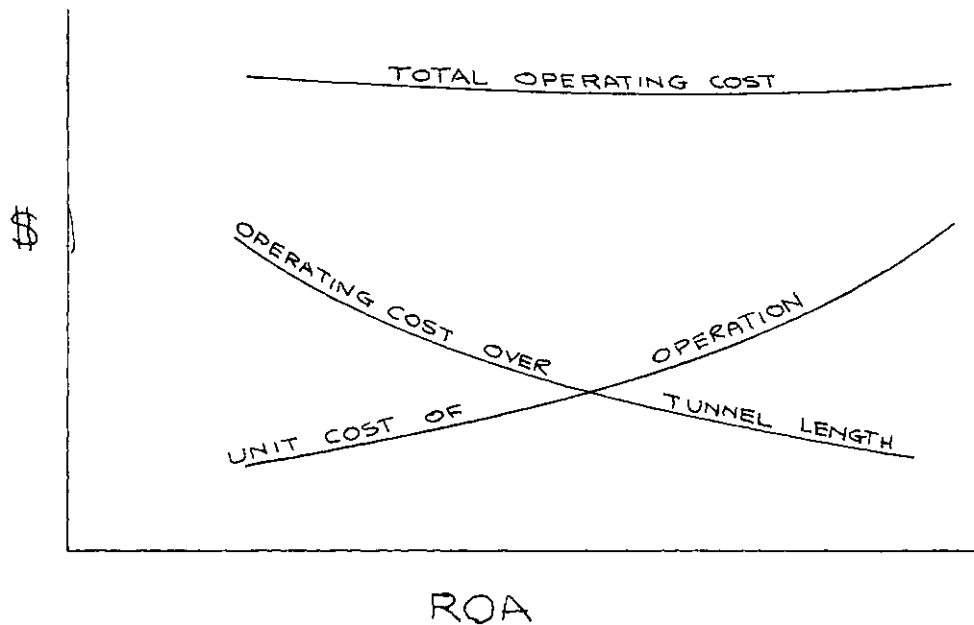 TOTAL OPERATING COST
$
OPERATING COST OVER TUNNEL LENGTH
UNIT COST OF OPERATION
ROA